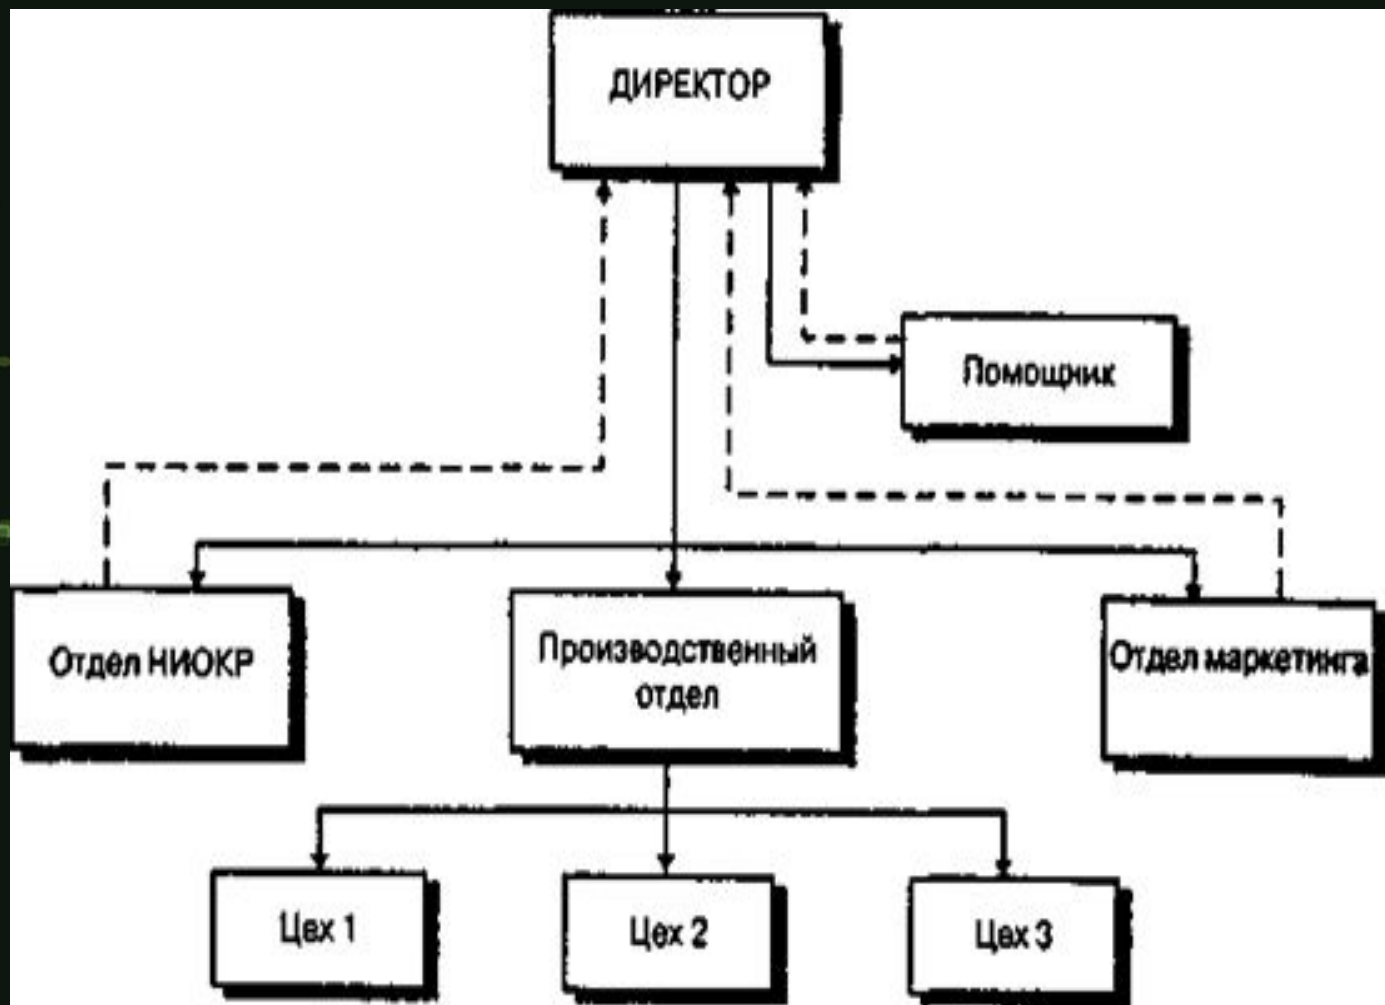 ДИРЕКТОР
Помощник
Отдел НИОКР
Производственный
отдел
Отдел маркетинга
Цех 1
Цех 2
Цех 3